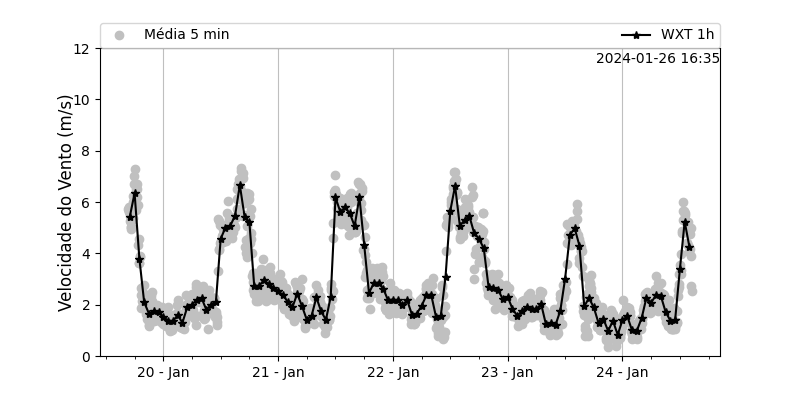 Média 5 min
WXT 1h
2024-01-26 16:35
Velocidade do Vento (m/s)
12
10
8
6
4
2
0
20 - Jan
21 - Jan
22 - Jan
23 - Jan
24 - Jan